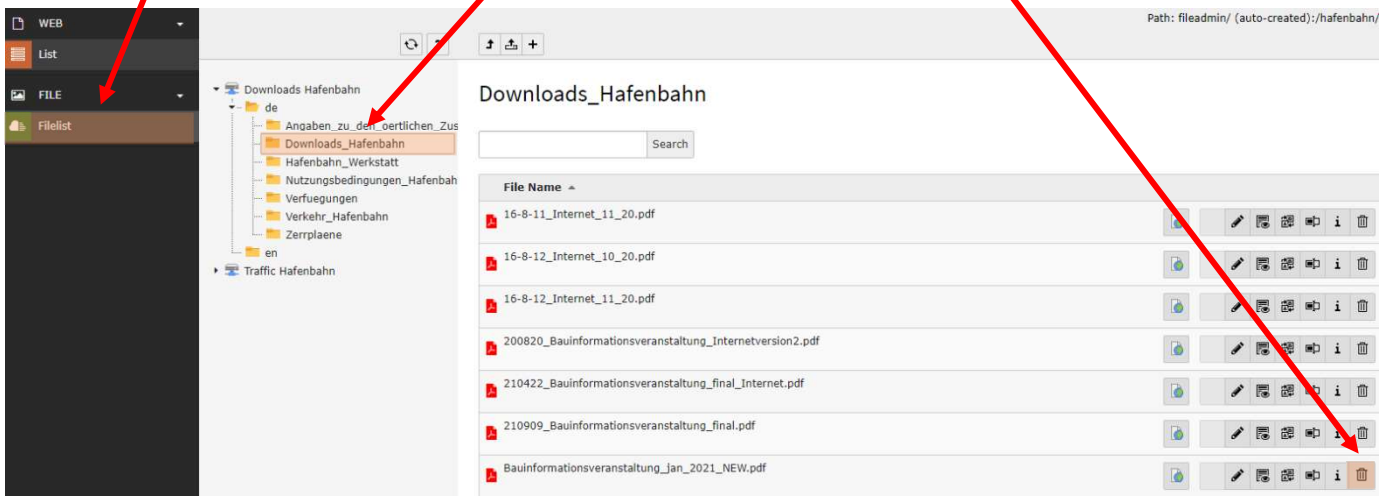 WEB
List
FILE
Filelist
Path: fileadmin/ (auto-created):/hafenbahn/
Downloads Hafenbahn
de
Angaben_zu_den_oertlichen_Zus
Downloads_Hafenbahn
Hafenbahn_Werkstatt
Nutzungsbedingungen_Hafenbah
Verfuegungen
Verkehr_Hafenbahn
Zerrplaene
en
Traffic Hafenbahn
Downloads_Hafenbahn
Search
File Name
16-8-11_Internet_11_20.pdf
16-8-12_Internet_10_20.pdf
16-8-12_Internet_11_20.pdf
200820_Bauinformationsveranstaltung_Internetversion2.pdf
210422_Bauinformationsveranstaltung_final_Internet.pdf
210909_Bauinformationsveranstaltung_final.pdf
Bauinformationsveranstaltung_jan_2021_NEW.pdf